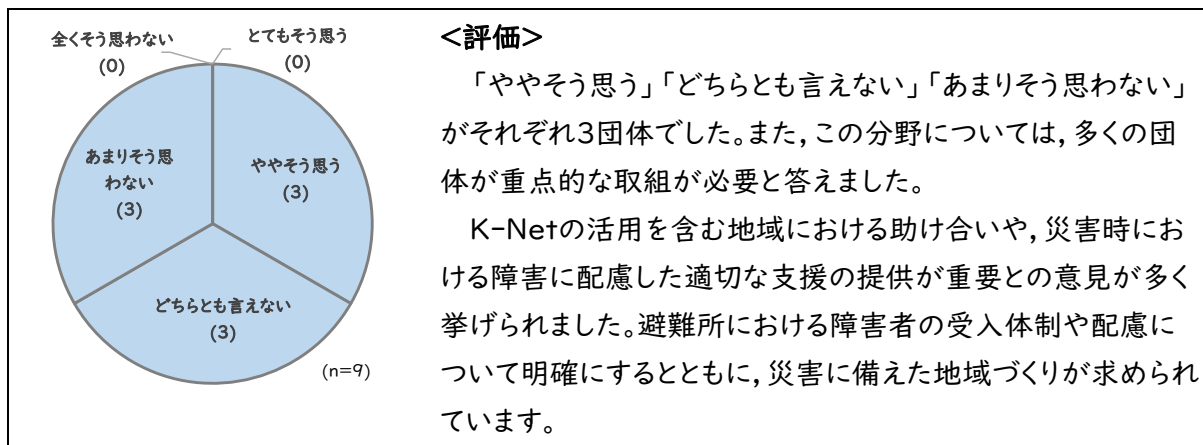 全くそう思わない
(0)
とてもそう思う
(0)
あまりそう思
わない
(3)
ややそう思う
(3)
どちらとも言えない
(3)
(n=9)
<評価>
「ややそう思う」「どちらとも言えない」「あまりそう思わない」
がそれぞれ3団体でした。また,この分野については,多くの団
体が重点的な取組が必要と答えました。
K-Netの活用を含む地域における助け合いや,災害時にお
ける障害に配慮した適切な支援の提供が重要との意見が多く
挙げられました。避難所における障害者の受入体制や配慮に
ついて明確にするとともに,災害に備えた地域づくりが求められ
ています。